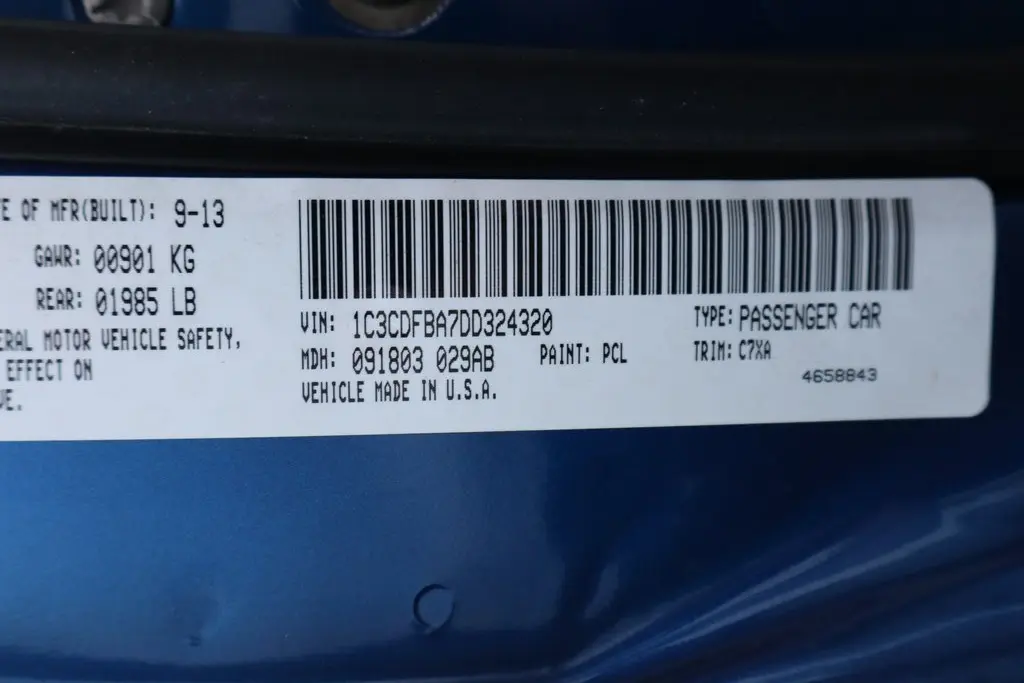 E OF MFR(BUILT): 9-13
GAWR: 00901 KG
REAR: 01985 LB
ERAL MOTOR VEHICLE SAFETY,
EFFECT ON
VE.
VIN: 1C3CDFBA7DD324320
MDH: 091803 029AB PAINT: PCL
VEHICLE MADE IN U.S.A.
TYPE: PASSENGER CAR
TRIM: C7XA
4658843